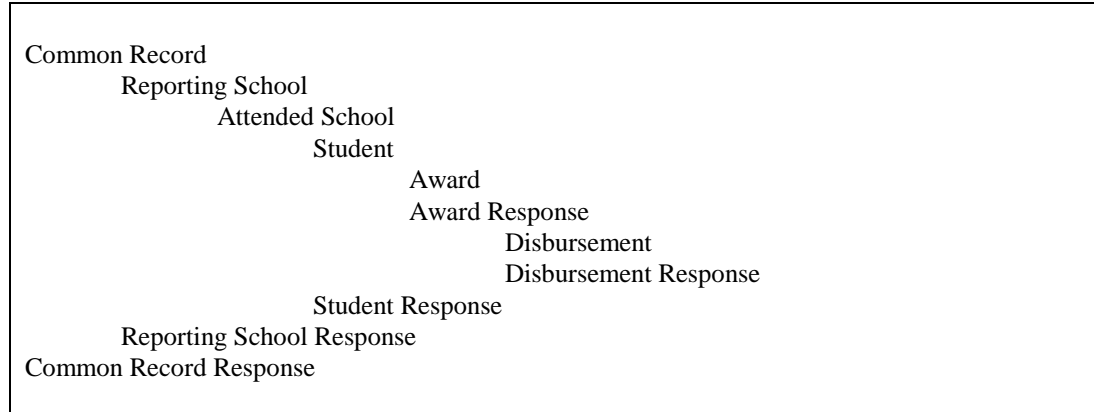 Common Record
Reporting School
Attended School
Student
Award
Award Response
Disbursement
Disbursement Response
Student Response
Reporting School Response
Common Record Response